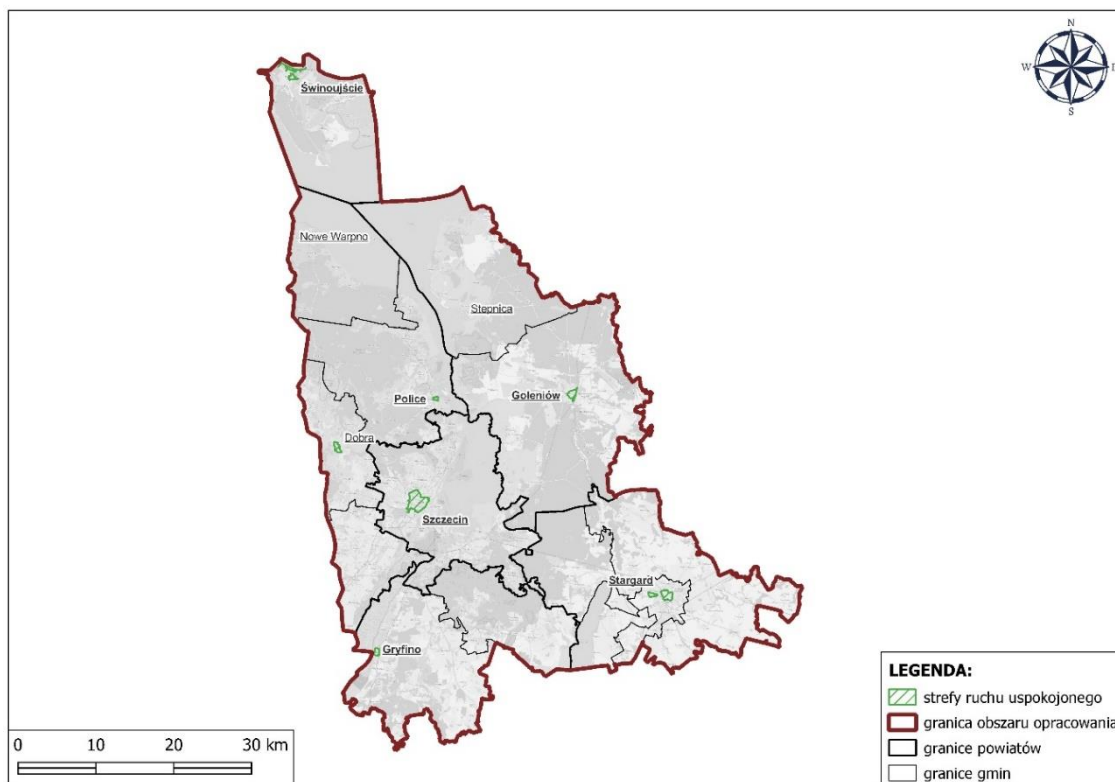 N
W
E
S
Świnoujście
Nowe Warpno
Stepnica
Police
Goleniów
Dobra
Szczecin
Stargard
Gryfino
LEGENDA:
strefy ruchu uspokojonego
granica obszaru opracowania
granice powiatów
granice gmin
0 10 20 30 km